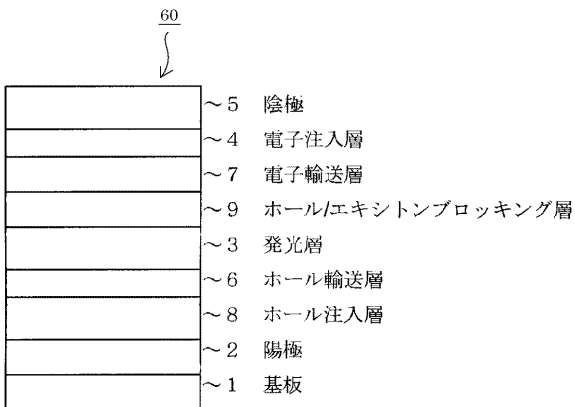 60
～5 陰極
～4 電子注入層
～7 電子輸送層
～9 ホール/エキシトンブロッキング層
～3 発光層
～6 ホール輸送層
～8 ホール注入層
～2 陽極
～1 基板